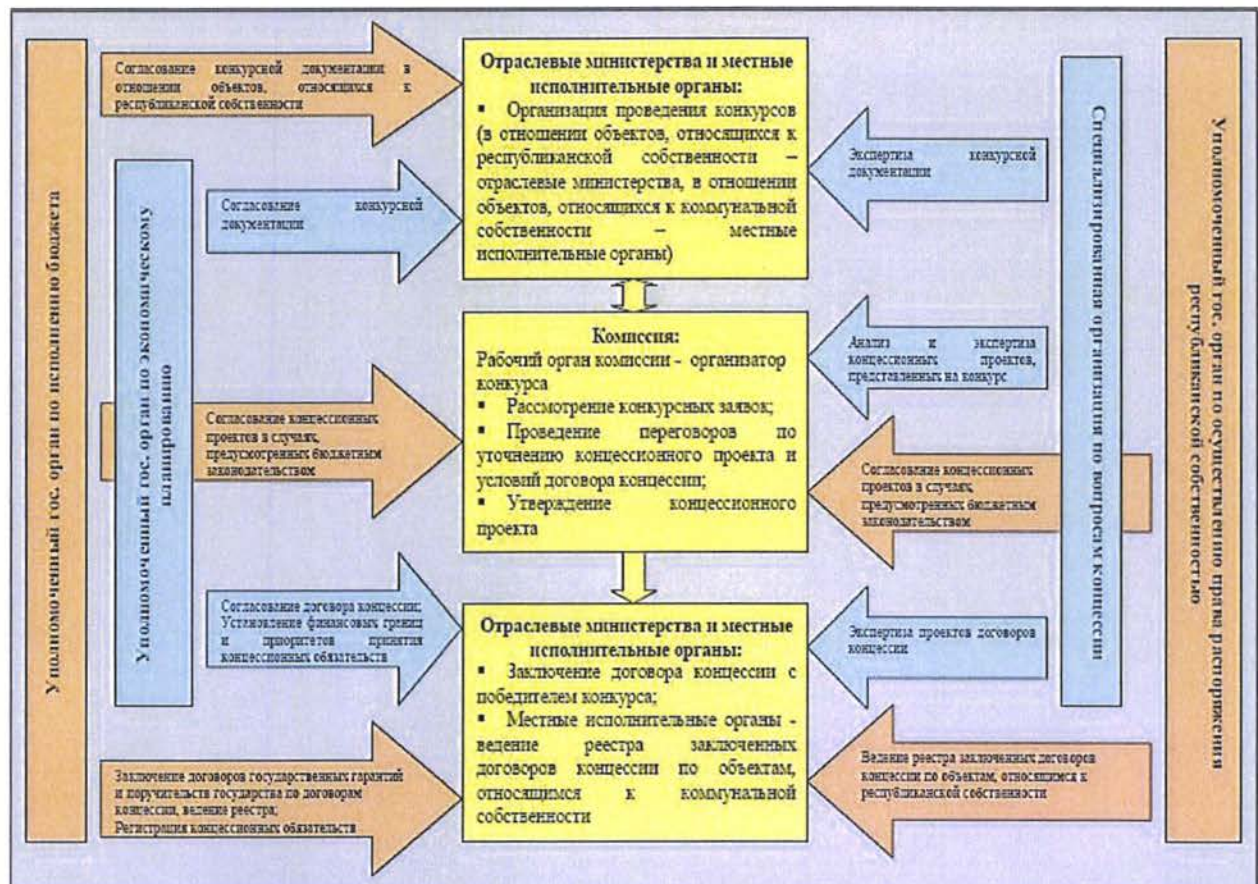 Уполномоченный гос. орган по исполнению бюджета
Уполномоченный гос. орган по экономическому
планированию
Согласование конкурсной документации в
отношении объектов, относящихся к
республиканской собственности
Согласование конкурсной
документации
Согласование концессионных
проектов в случаях,
предусмотренных бюджетным
законодательством
Согласование договора концессии;
Установление финансовых границ
и приоритетов принятия
концессионных обязательств
Заключение договоров государственных гарантий
и поручительств государства по договорам
концессии, ведение реестра;
Регистрация концессионных обязательств
Отраслевые министерства и местные
исполнительные органы:
▪ Организация проведения конкурсов
(в отношении объектов, относящихся к
республиканской собственности –
отраслевые министерства, в отношении
объектов, относящихся к коммунальной
собственности – местные
исполнительные органы)
Комиссия:
Рабочий орган комиссии - организатор
конкурса
▪ Рассмотрение конкурсных заявок;
▪ Проведение переговоров по
уточнению концессионного проекта и
условий договора концессии;
▪ Утверждение концессионного
проекта
Отраслевые министерства и местные
исполнительные органы:
▪ Заключение договора концессии с
победителем конкурса;
▪ Местные исполнительные органы -
ведение реестра заключенных
договоров концессии по объектам,
относящимся к коммунальной
собственности
Экспертиза конкурсной
документации
Анализ и экспертиза
концессионных проектов,
представленных на конкурс
Согласование концессионных
проектов в случаях,
предусмотренных бюджетным
законодательством
Экспертиза проектов договоров
концессии
Ведение реестра заключенных договоров
концессии по объектам, относящимся к
республиканской собственности
Специализированная организация по вопросам концессии
Уполномоченный гос. орган по осуществлению права распоряжения
республиканской собственностью